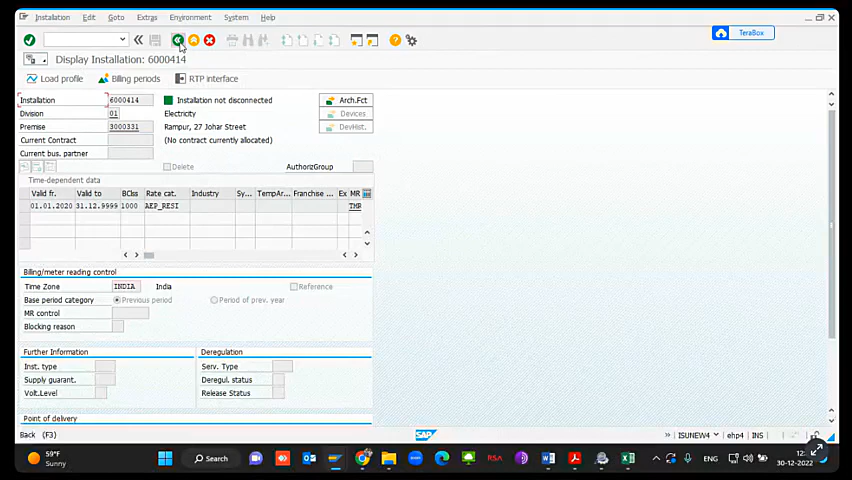 Installation Edit Goto Extras Environment System Help
TeraBox
Display Installation: 6000414
Load profile Billing periods RTP interface
Installation 6000414 Installation not disconnected Arch.Fct
Division 01 Electricity Devices
Premise 3000331 Rampur, 27 Johar Street DevHist.
Current Contract (No contract currently allocated)
Current bus. partner
Delete AuthorizGroup
Time-dependent data
Valid fr. Valid to BClss Rate cat. Industry Sy... TempAr... Franchise ... Ex MR
01.01.2020 31.12.9999 1000 AEP_RESI TMR
Billing/meter reading control
Time Zone INDIA India Reference
Base period category Previous period Period of prev. year
MR control
Blocking reason
Further Information Deregulation
Inst. type Serv. Type
Supply guarant. Deregul. status
Volt.Level Release Status
Point of delivery
Back (F3) SAP ISUNEW4 ehp4 INS
59°F
Sunny
Search
RSA
ENG
30-12-2022